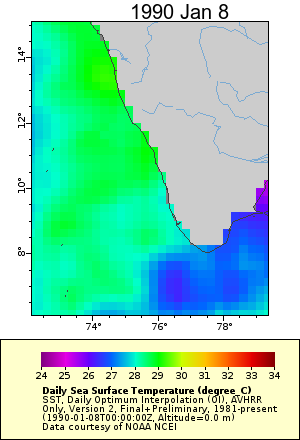 1990 Jan 8
14°
12°
10°
8°
74° 76° 78°
24 25 26 27 28 29 30 31 32 33 34
Daily Sea Surface Temperature (degree_C)
SST, Daily Optimum Interpolation (OI), AVHRR
Only, Version 2, Final+Preliminary, 1981-present
(1990-01-08T00:00:00Z, Altitude=0.0 m)
Data courtesy of NOAA NCEI